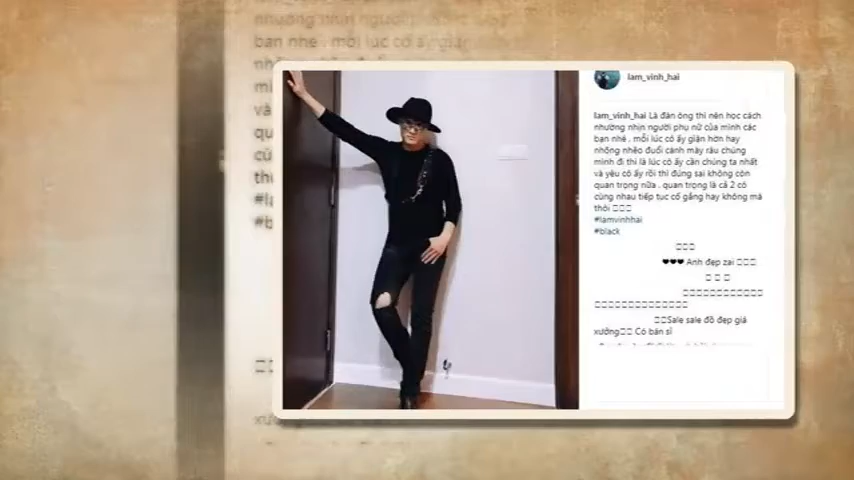 lam_vinh_hai
lam_vinh_hai Là đàn ông thì nên học cách
nhường nhịn người phụ nữ của mình các
bạn nhé . mỗi lúc cô ấy giận hờn hay
nhõng nhẽo đuổi cánh mày râu chúng
mình đi thì là lúc cô ấy cần chúng ta nhất
và yêu cô ấy rồi thì đúng sai không còn
quan trọng nữa . quan trọng là cả 2 có
cùng nhau tiếp tục cố gắng hay không mà
thôi
#lamvinhhai
#black
Anh đẹp zai
Sale sale đồ đẹp giá
xưởng Có bán sỉ